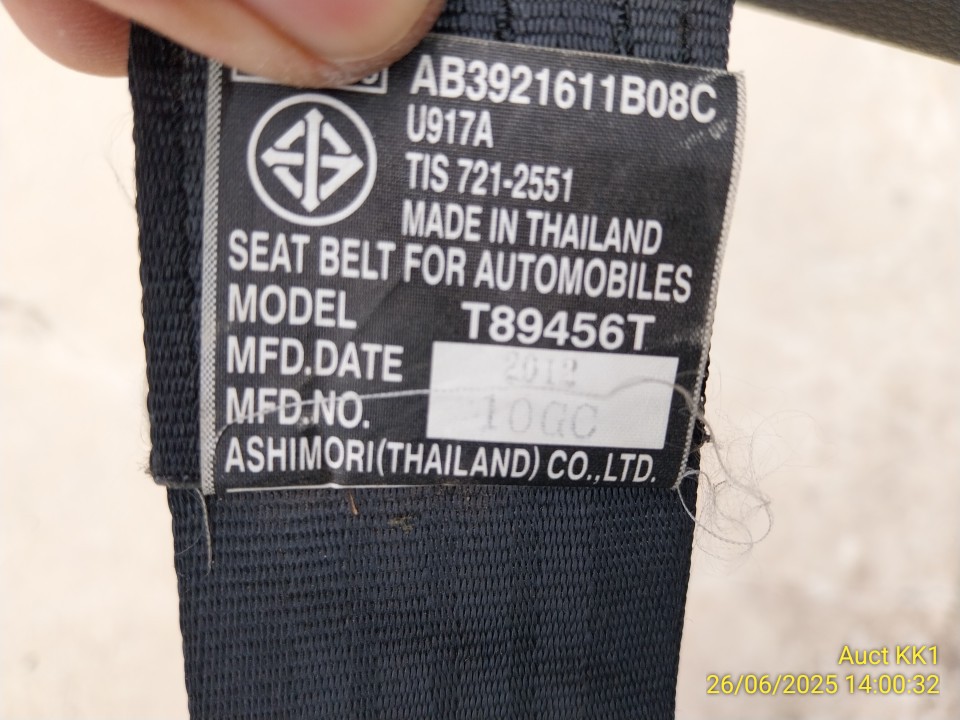 AB3921611B08C
U917A
TIS 721-2551
MADE IN THAILAND
SEAT BELT FOR AUTOMOBILES
MODEL T89456T
MFD.DATE 2012
MFD.NO. 10GC
ASHIMORI(THAILAND) CO.,LTD.
Auct KK1
26/06/2025 14:00:32